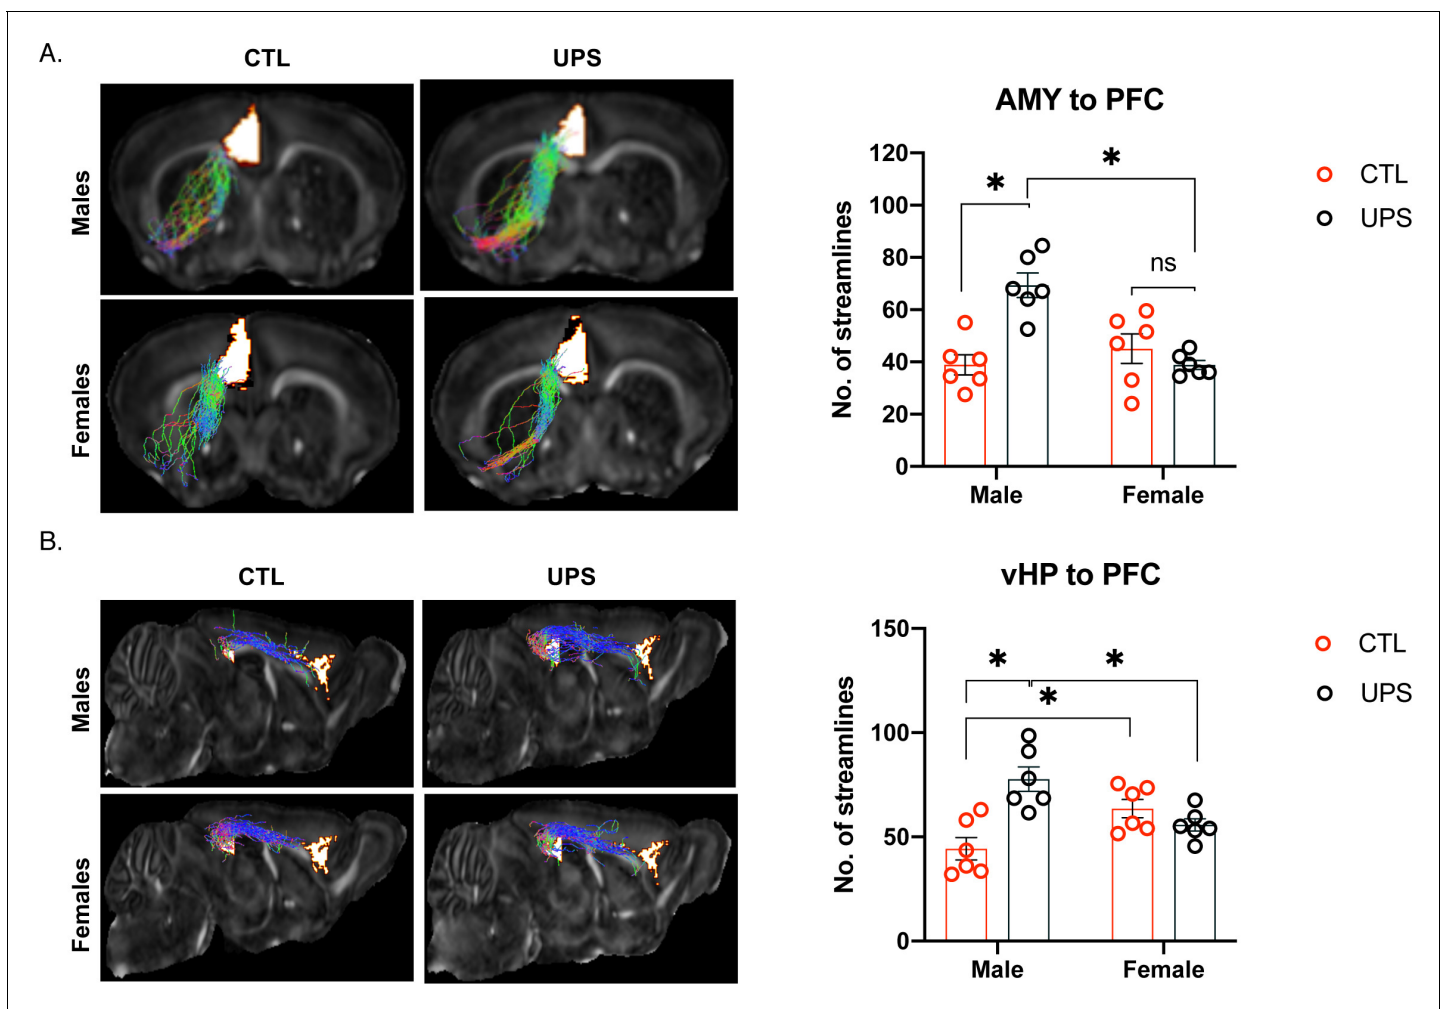 A.
CTL
UPS
Males
Females
AMY to PFC
No. of streamlines
120
100
80
60
40
20
0
*
*
ns
Male
Female
CTL
UPS
B.
CTL
UPS
Males
Females
vHP to PFC
No. of streamlines
150
100
50
0
*
*
*
Male
Female
CTL
UPS